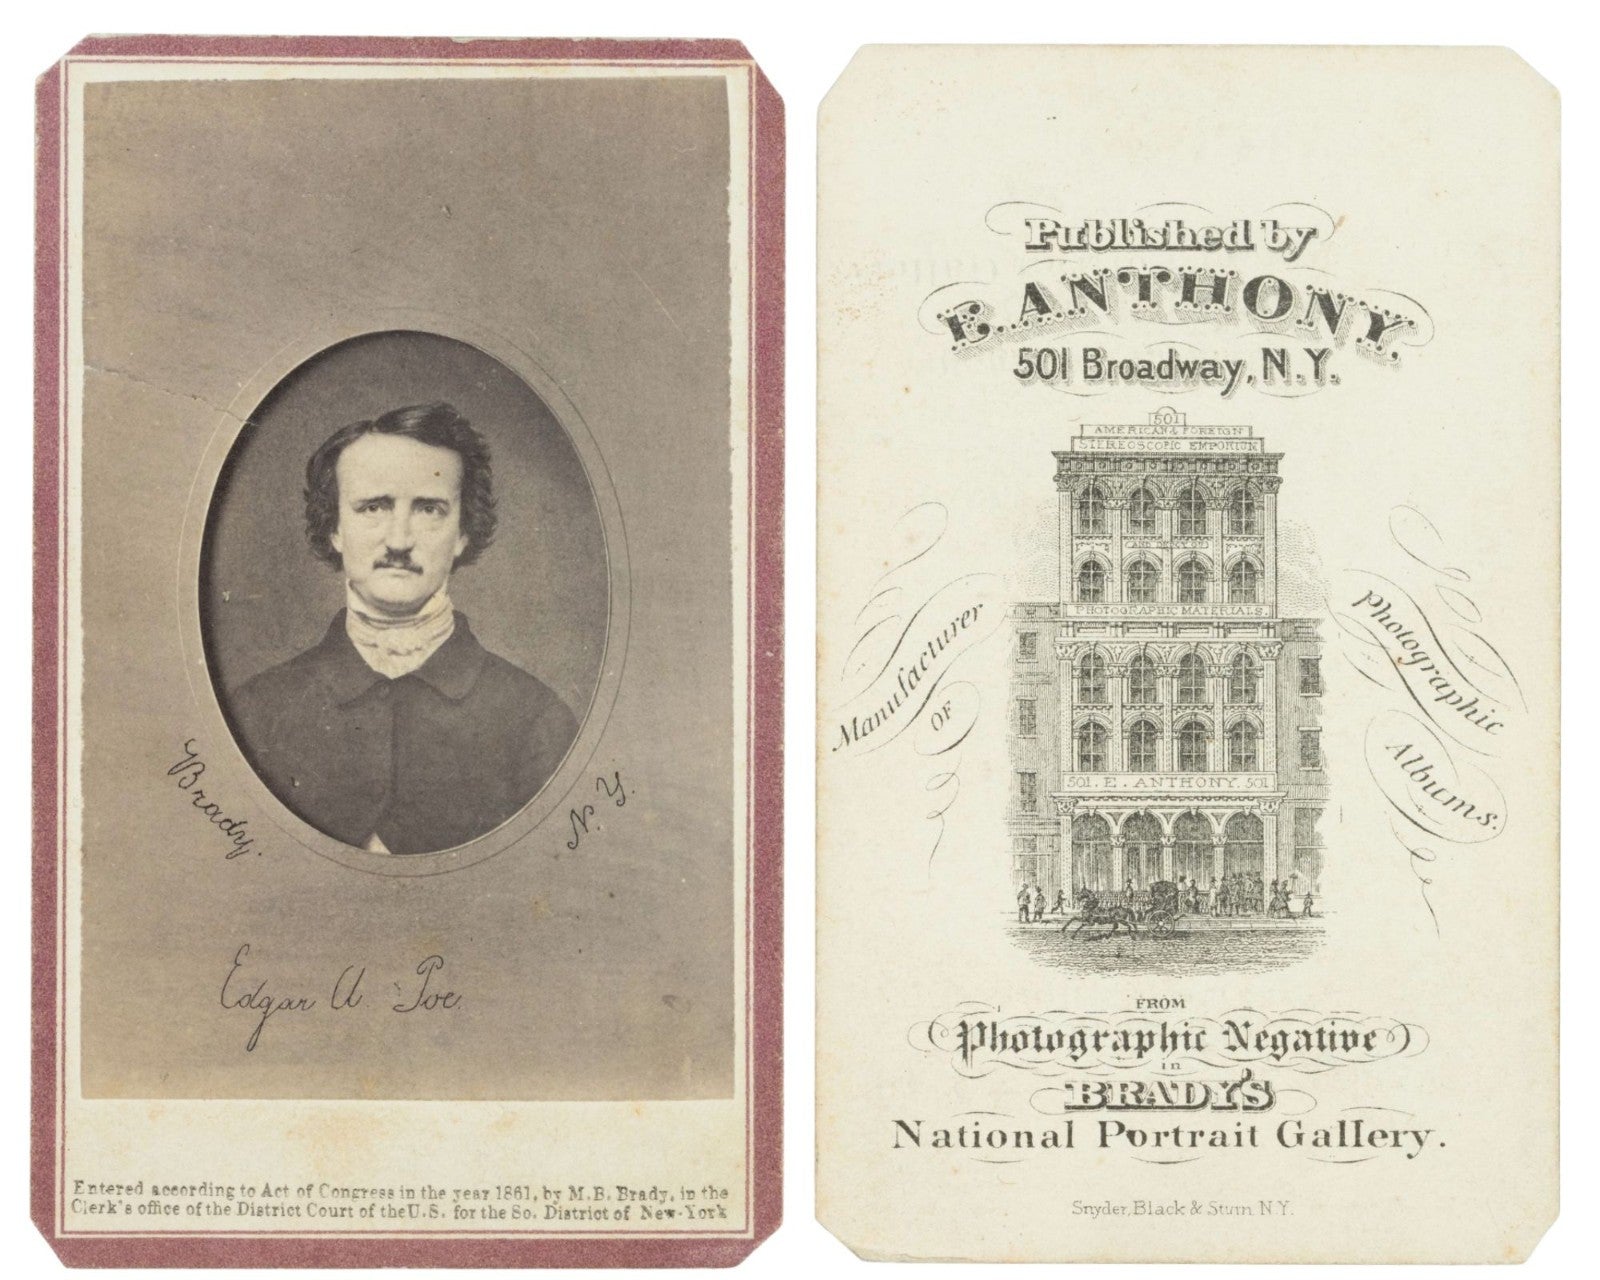 Brady. N.Y.
Edgar A. Poe.
Entered according to Act of Congress in the year 1861, by M.B. Brady, in the
Clerk's office of the District Court of the U.S. for the So. District of New-York
Published by
E. ANTHONY,
501 Broadway, N.Y.
501
AMERICAN & FOREIGN
STEREOSCOPIC EMPORIUM
PHOTOGRAPHIC MATERIALS.
Manufacturer
OF
Photographic
Albums.
501. E. ANTHONY. 501
FROM
Photographic Negative
in
BRADY'S
National Portrait Gallery.
Snyder, Black & Sturn N.Y.